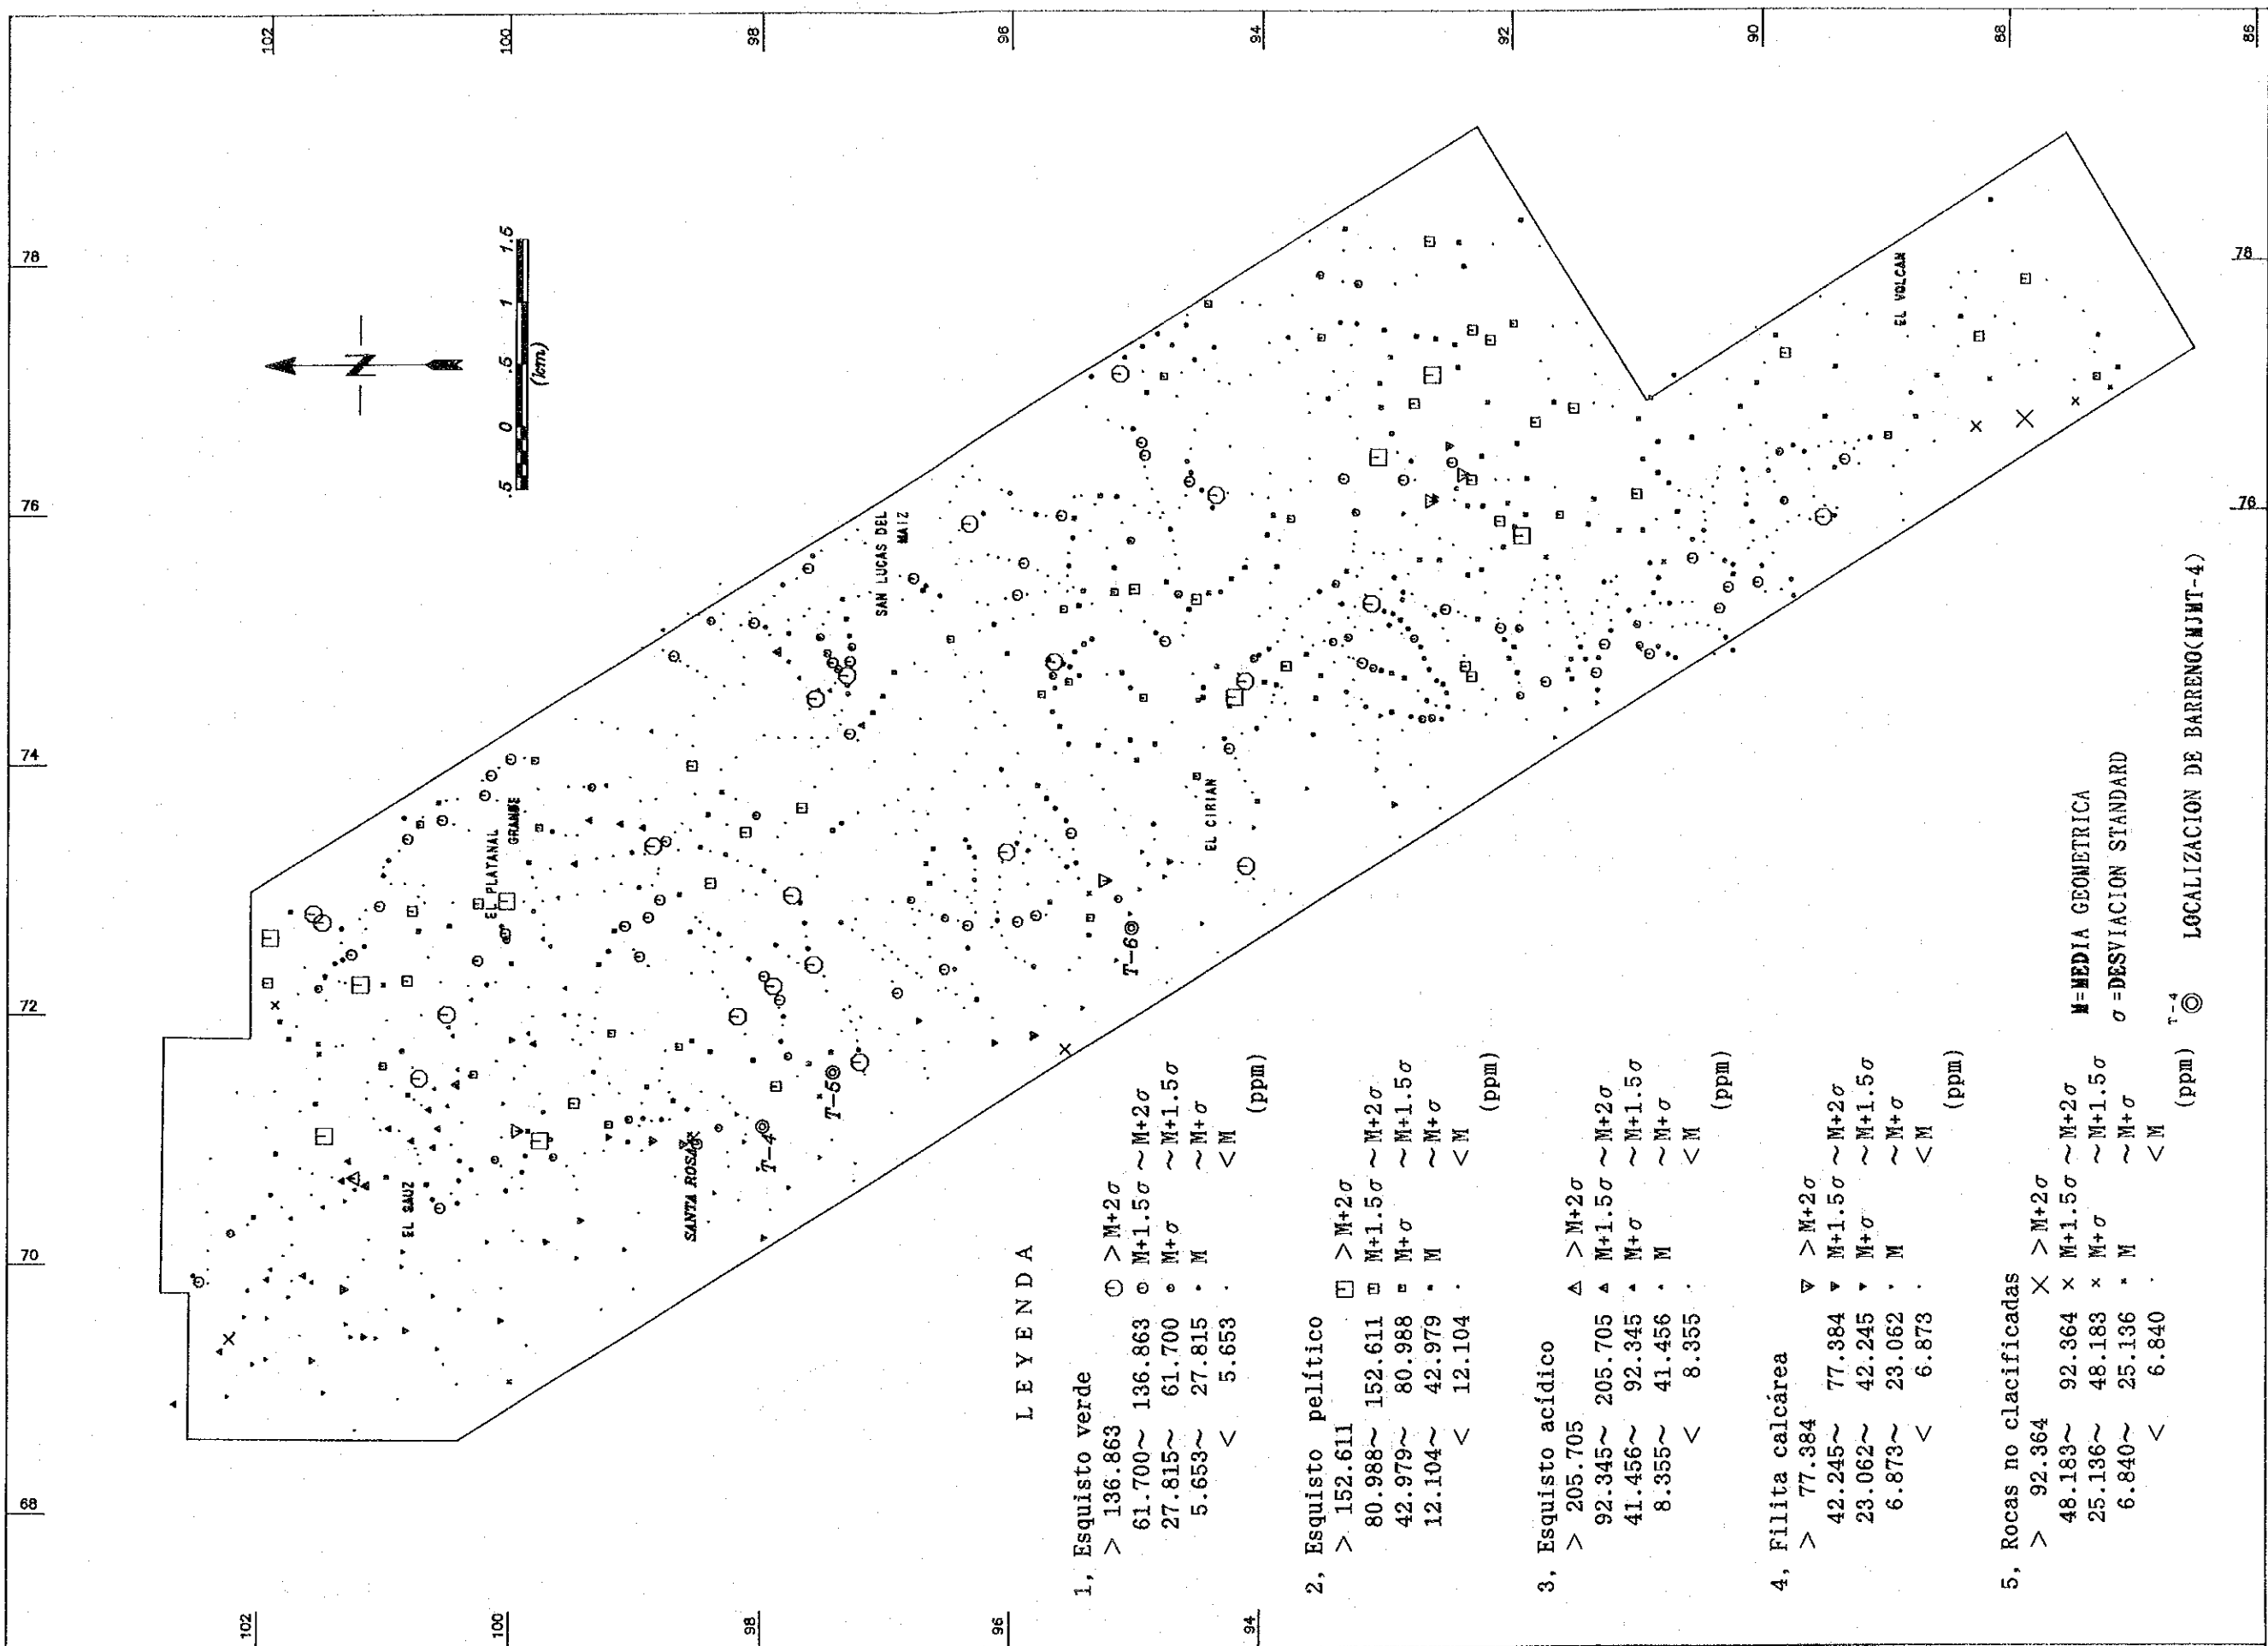 102
100
98
96
94
92
90
88
86
78
76
74
72
70
68
N
.5 0 .5 1 1.5
(km)
EL VOLCAN
78
76
SAN LUCAS DEL
MAIZ
EL PLATANAL
GRANDE
EL CIRIAN
EL SAUZ
SANTA ROSA
T-4
T-5
T-6
102
100
98
96
94
LEYENDA
1, Esquisto verde
> 136.863 > M+2σ
61.700~ 136.863 M+1.5σ ~M+2σ
27.815~ 61.700 M+σ ~M+1.5σ
5.653~ 27.815 M ~M+σ
< 5.653 . <M
(ppm)
2, Esquisto pelítico
> 152.611 > M+2σ
80.988~ 152.611 M+1.5σ ~M+2σ
42.979~ 80.988 M+σ ~M+1.5σ
12.104~ 42.979 M ~M+σ
< 12.104 . <M
(ppm)
3, Esquisto acídico
> 205.705 > M+2σ
92.345~ 205.705 M+1.5σ ~M+2σ
41.456~ 92.345 M+σ ~M+1.5σ
8.355~ 41.456 M ~M+σ
< 8.355 . <M
(ppm)
4, Filita calcárea
> 77.384 > M+2σ
42.245~ 77.384 M+1.5σ ~M+2σ
23.062~ 42.245 M+σ ~M+1.5σ
6.873~ 23.062 M ~M+σ
< 6.873 . <M
(ppm)
5, Rocas no clacificadas
> 92.364 > M+2σ
48.183~ 92.364 M+1.5σ ~M+2σ
25.136~ 48.183 M+σ ~M+1.5σ
6.840~ 25.136 M ~M+σ
< 6.840 . <M
(ppm)
M=MEDIA GEOMETRICA
σ=DESVIACION STANDARD
T-4 LOCALIZACION DE BARRENO(MJMT-4)